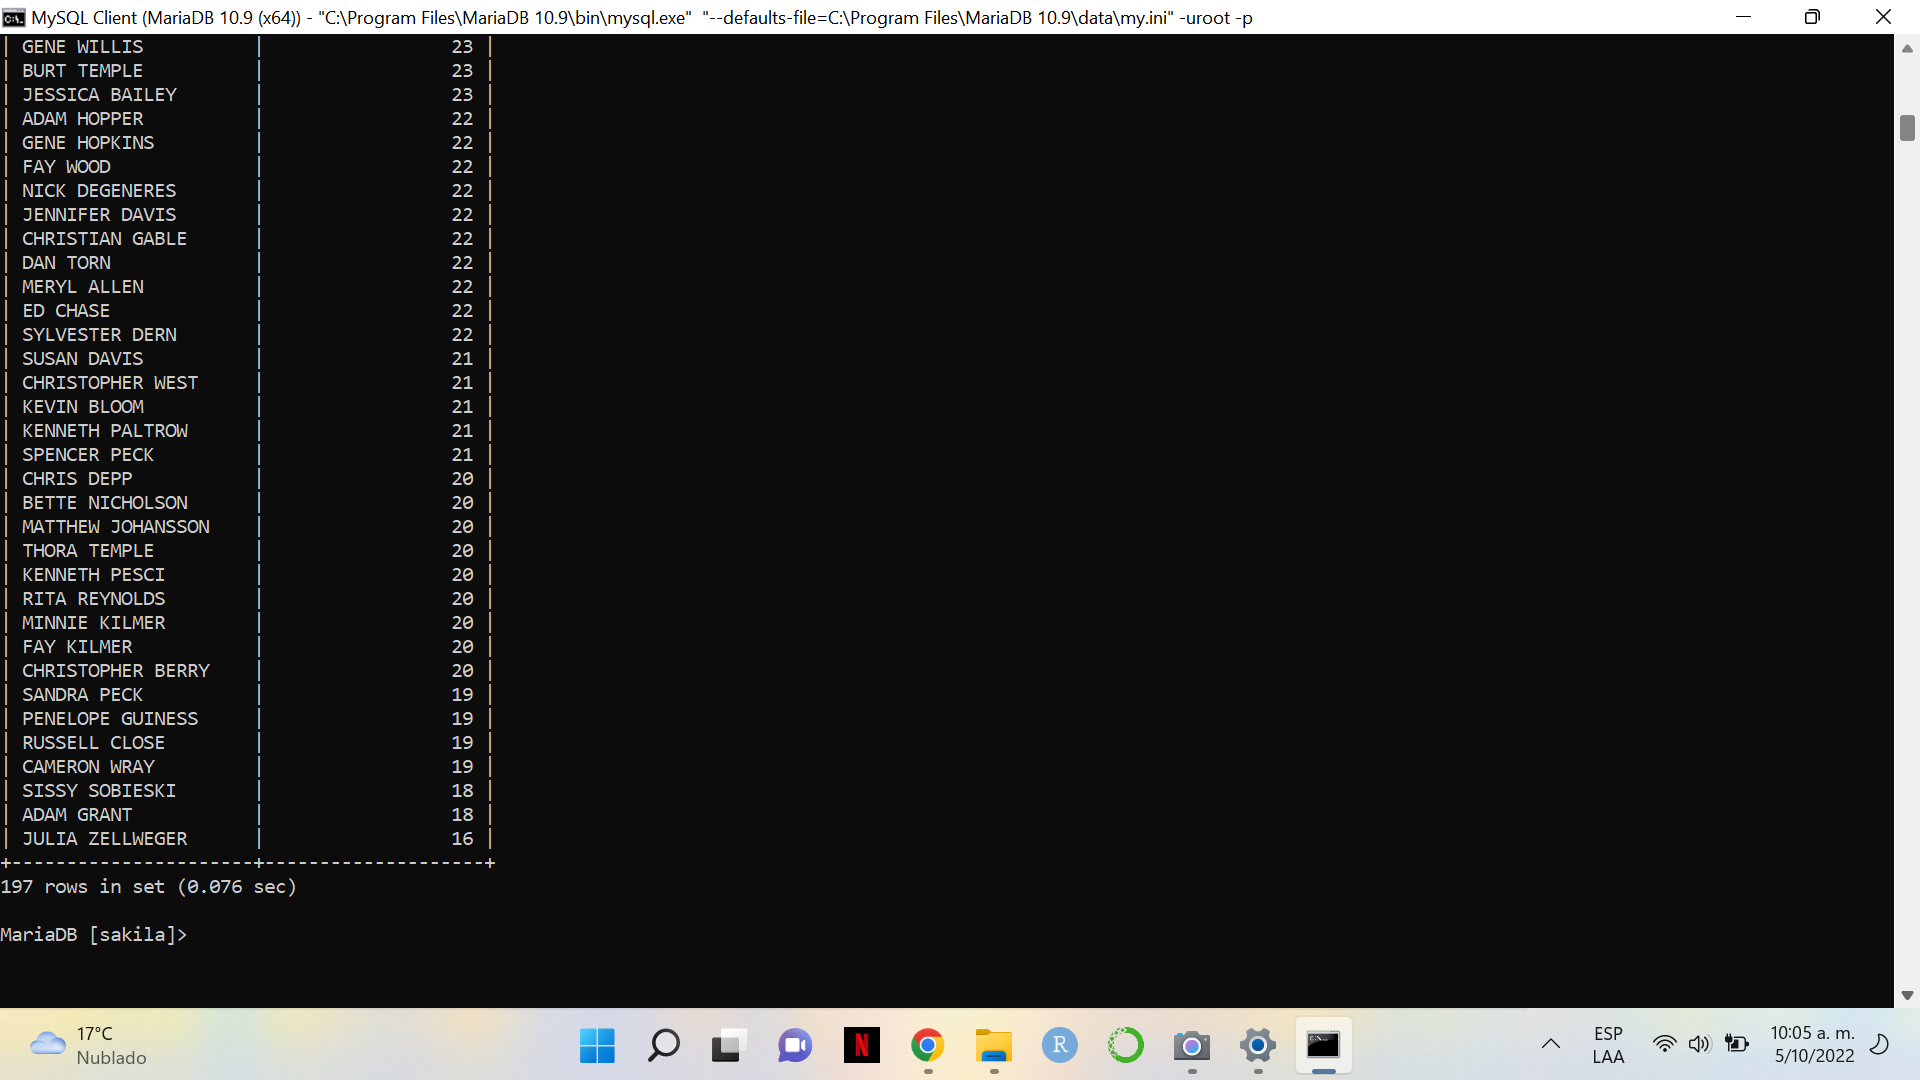 MySQL Client (MariaDB 10.9 (x64)) - "C:\Program Files\MariaDB 10.9\bin\mysql.exe"  "--defaults-file=C:\Program Files\MariaDB 10.9\data\my.ini" -uroot -p
| GENE WILLIS          |                 23 |
| BURT TEMPLE          |                 23 |
| JESSICA BAILEY       |                 23 |
| ADAM HOPPER          |                 22 |
| GENE HOPKINS         |                 22 |
| FAY WOOD             |                 22 |
| NICK DEGENERES       |                 22 |
| JENNIFER DAVIS       |                 22 |
| CHRISTIAN GABLE      |                 22 |
| DAN TORN             |                 22 |
| MERYL ALLEN          |                 22 |
| ED CHASE             |                 22 |
| SYLVESTER DERN       |                 22 |
| SUSAN DAVIS          |                 21 |
| CHRISTOPHER WEST     |                 21 |
| KEVIN BLOOM          |                 21 |
| KENNETH PALTROW      |                 21 |
| SPENCER PECK         |                 21 |
| CHRIS DEPP           |                 20 |
| BETTE NICHOLSON      |                 20 |
| MATTHEW JOHANSSON    |                 20 |
| THORA TEMPLE         |                 20 |
| KENNETH PESCI        |                 20 |
| RITA REYNOLDS        |                 20 |
| MINNIE KILMER        |                 20 |
| FAY KILMER           |                 20 |
| CHRISTOPHER BERRY    |                 20 |
| SANDRA PECK          |                 19 |
| PENELOPE GUINESS     |                 19 |
| RUSSELL CLOSE        |                 19 |
| CAMERON WRAY         |                 19 |
| SISSY SOBIESKI       |                 18 |
| ADAM GRANT           |                 18 |
| JULIA ZELLWEGER      |                 16 |
+----------------------+--------------------+
197 rows in set (0.076 sec)
MariaDB [sakila]>
17°C
Nublado
N
R
ESP
LAA
10:05 a. m.
5/10/2022